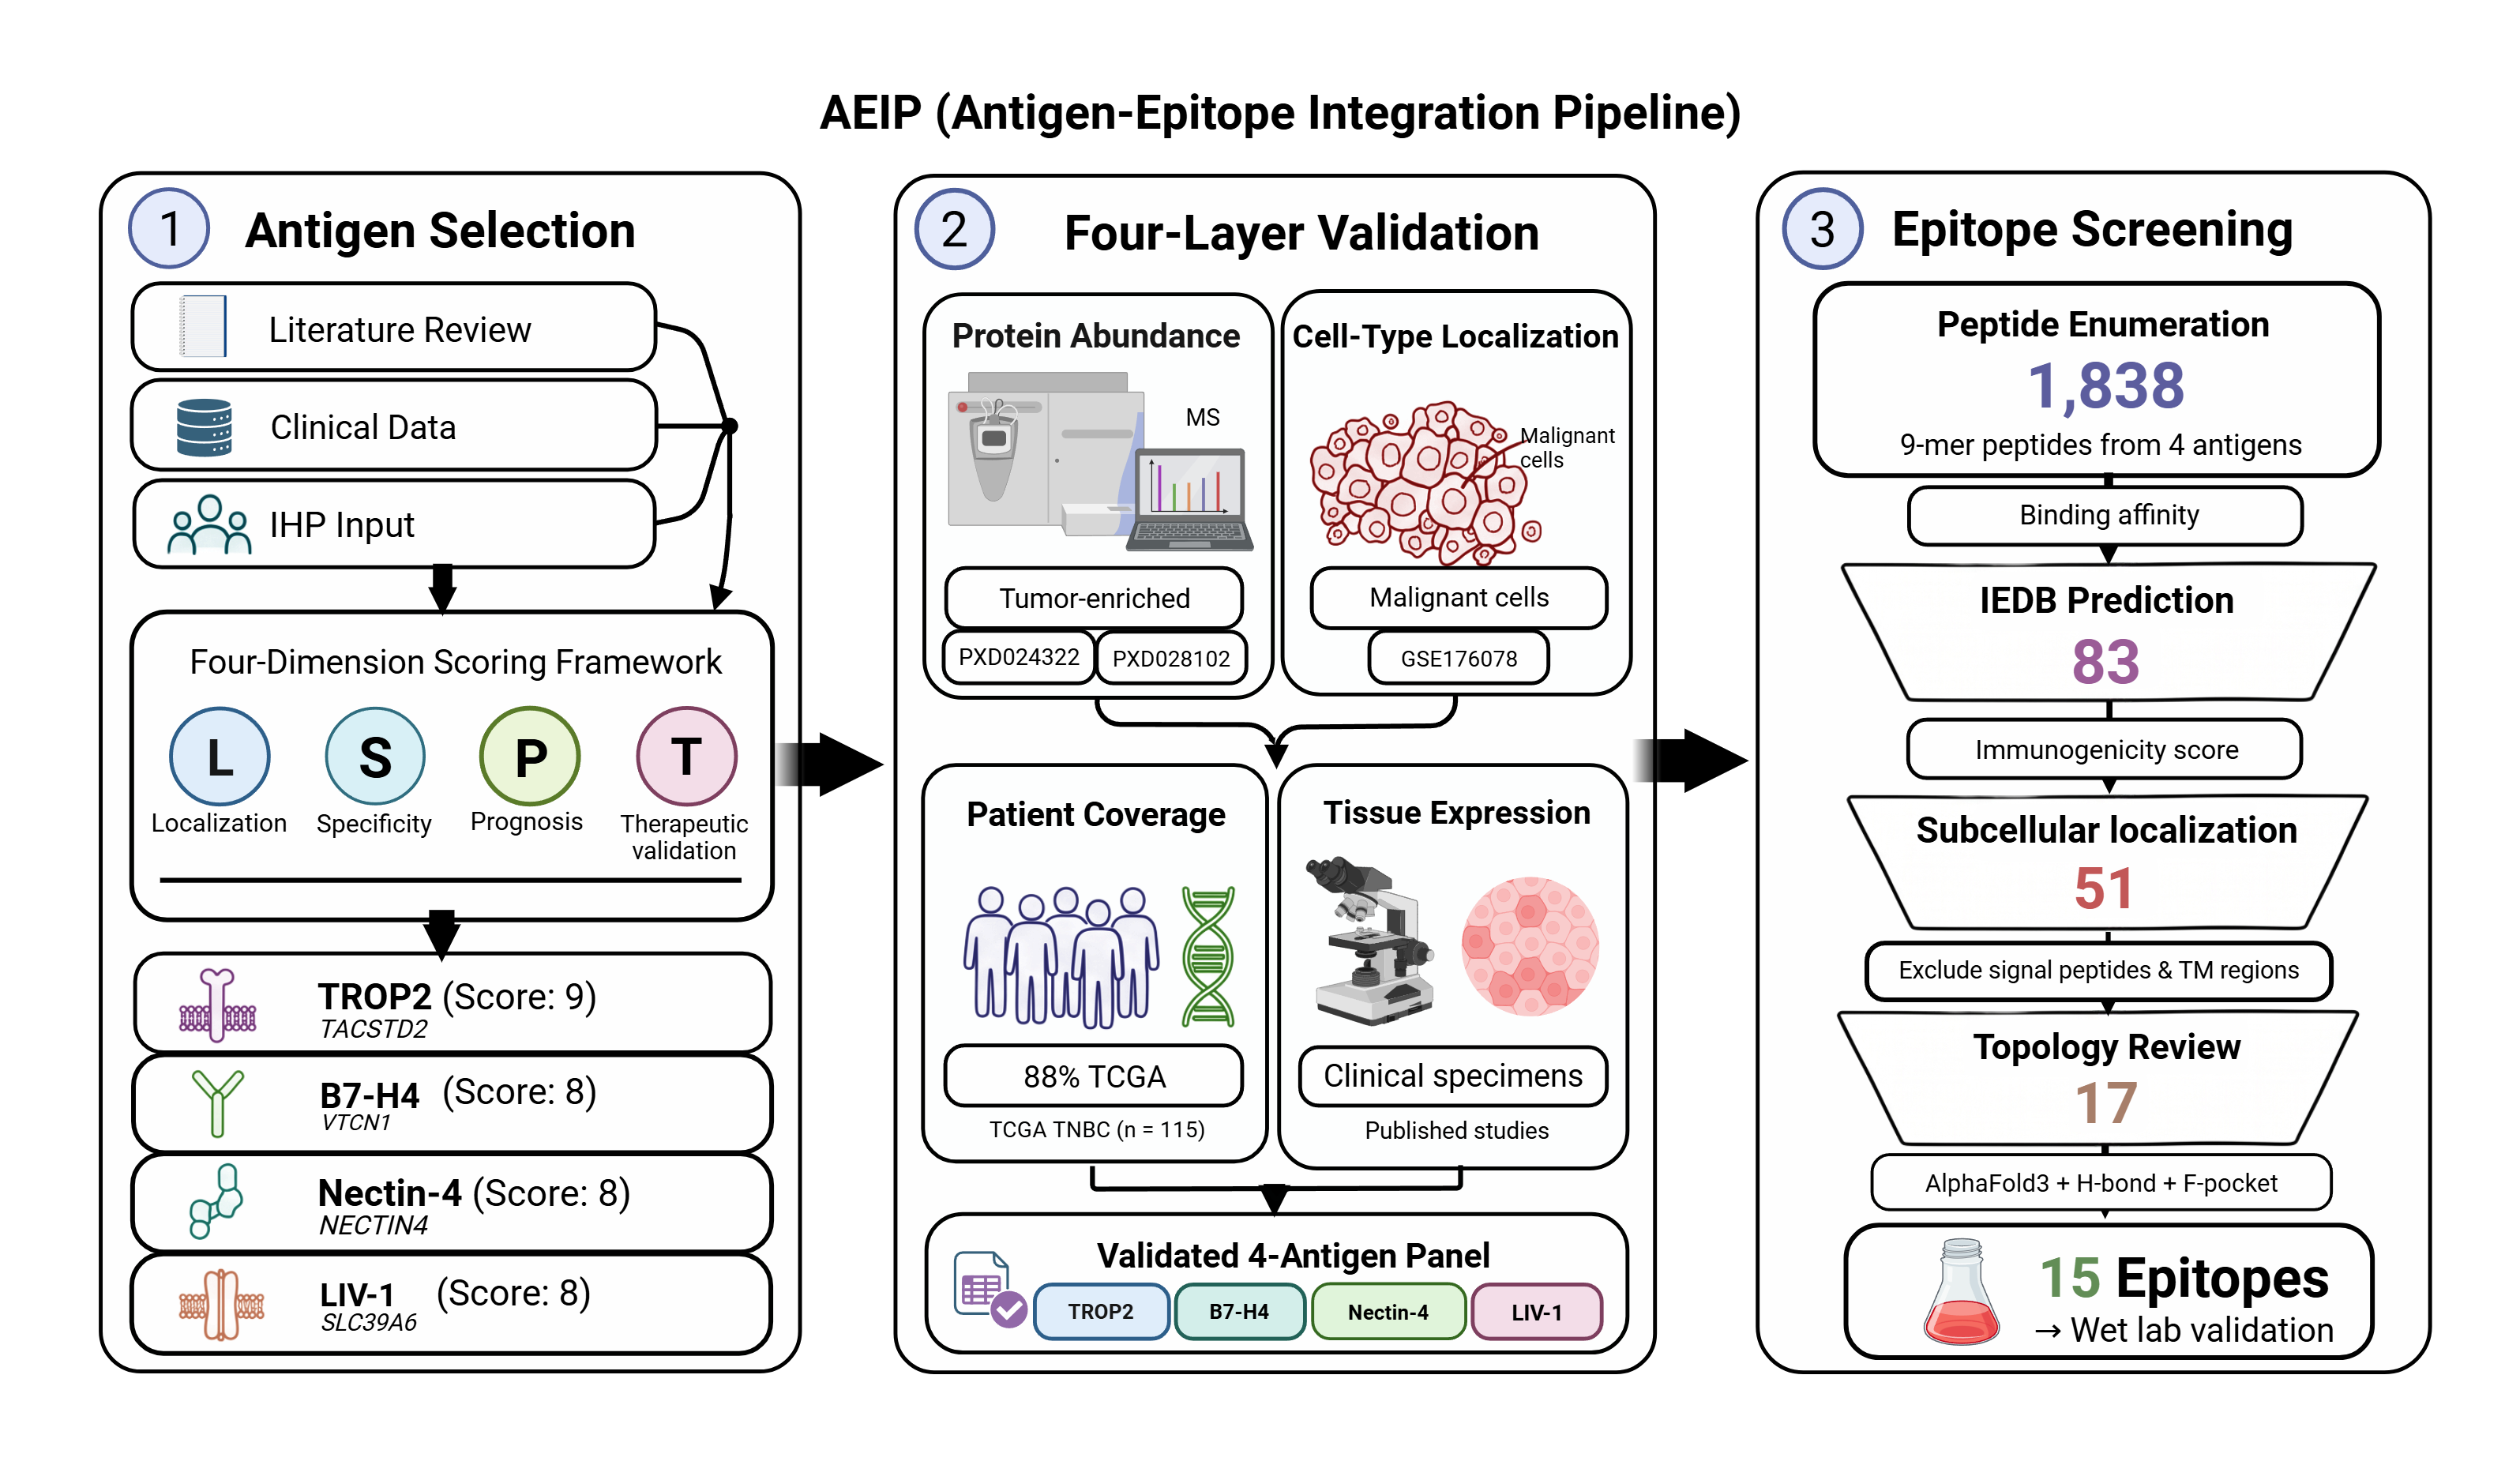 AEIP (Antigen-Epitope Integration Pipeline)
1
Antigen Selection
Literature Review
Clinical Data
IHP Input
Four-Dimension Scoring Framework
L
S
P
T
Localization
Specificity
Prognosis
Therapeutic
validation
TROP2 (Score: 9)
TACSTD2
B7-H4 (Score: 8)
VTCN1
Nectin-4 (Score: 8)
NECTIN4
LIV-1 (Score: 8)
SLC39A6
2
Four-Layer Validation
Protein Abundance
MS
Tumor-enriched
PXD024322
PXD028102
Cell-Type Localization
Malignant
cells
Malignant cells
GSE176078
Patient Coverage
88% TCGA
TCGA TNBC (n = 115)
Tissue Expression
Clinical specimens
Published studies
Validated 4-Antigen Panel
TROP2
B7-H4
Nectin-4
LIV-1
3
Epitope Screening
Peptide Enumeration
1,838
9-mer peptides from 4 antigens
Binding affinity
IEDB Prediction
83
Immunogenicity score
Subcellular localization
51
Exclude signal peptides & TM regions
Topology Review
17
AlphaFold3 + H-bond + F-pocket
15 Epitopes
→ Wet lab validation